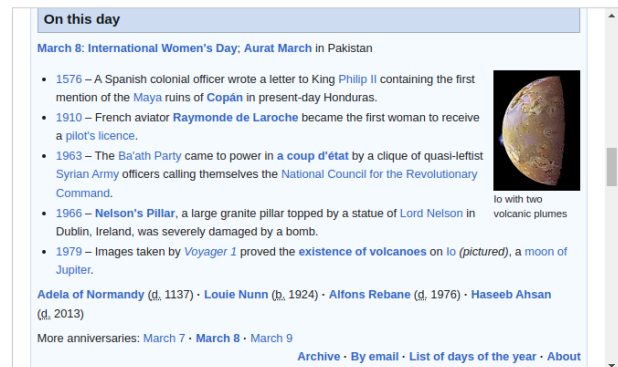 On this day
March 8: International Women's Day; Aurat March in Pakistan
• 1576 – A Spanish colonial officer wrote a letter to King Philip II containing the first
mention of the Maya ruins of Copán in present-day Honduras.
• 1910 – French aviator Raymonde de Laroche became the first woman to receive
a pilot's licence.
• 1963 – The Ba'ath Party came to power in a coup d'état by a clique of quasi-leftist
Syrian Army officers calling themselves the National Council for the Revolutionary
Command.
• 1966 – Nelson's Pillar, a large granite pillar topped by a statue of Lord Nelson in
Dublin, Ireland, was severely damaged by a bomb.
• 1979 – Images taken by Voyager 1 proved the existence of volcanoes on Io (pictured), a moon of
Jupiter.
Io with two
volcanic plumes
Adela of Normandy (d. 1137) · Louie Nunn (b. 1924) · Alfons Rebane (d. 1976) · Haseeb Ahsan
(d. 2013)
More anniversaries: March 7 · March 8 · March 9
Archive · By email · List of days of the year · About